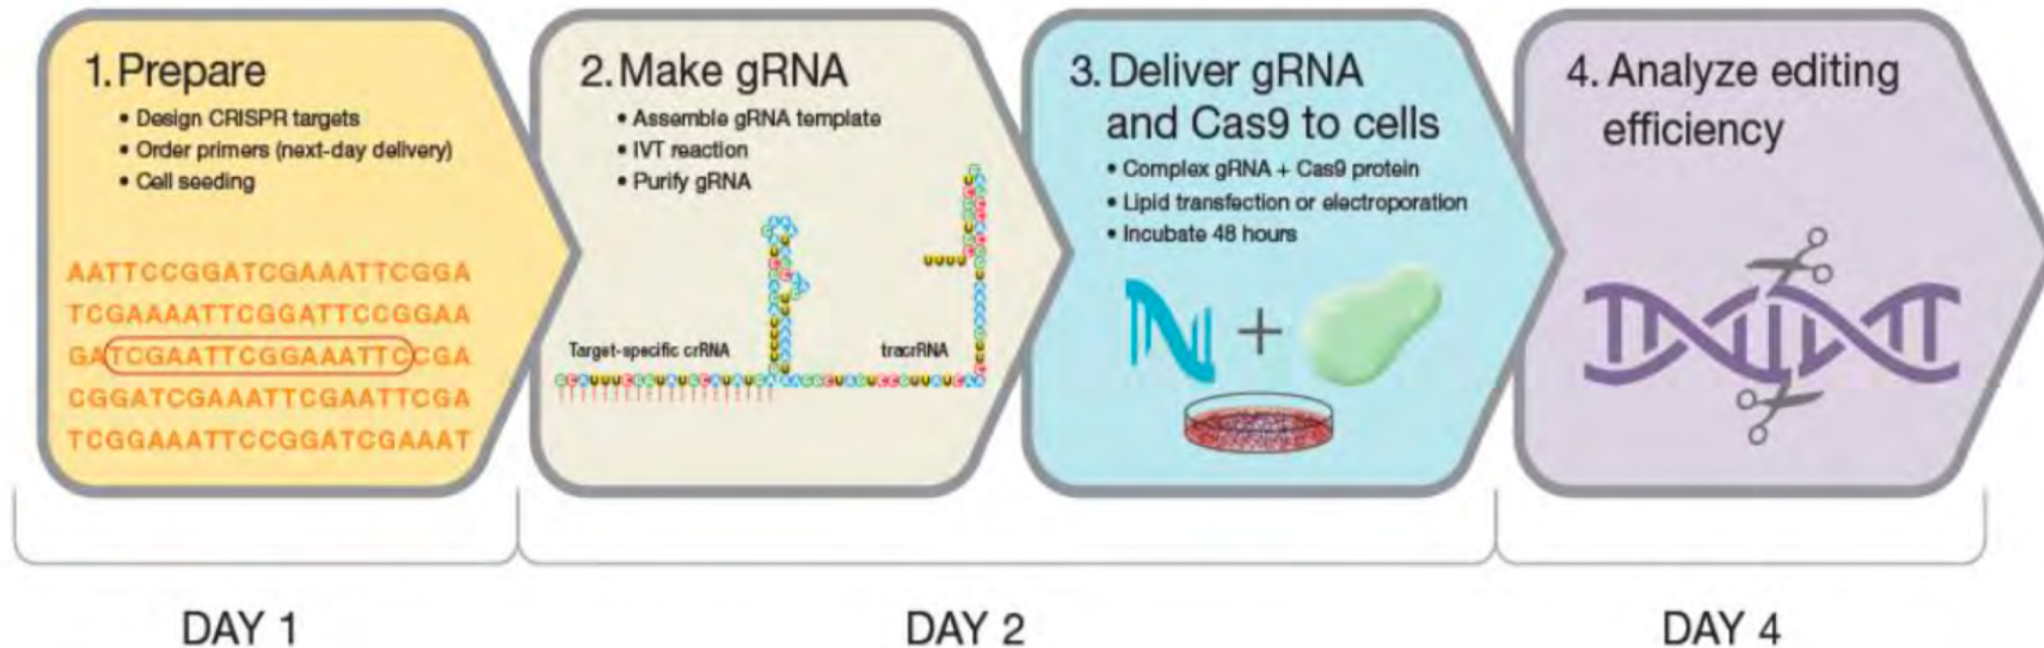 1. Prepare
• Design CRISPR targets
• Order primers (next-day delivery)
• Cell seeding
AATTCCGGATCGAAATTCGGA
TCGAAAATTCGGATTCCGGAA
GATCGAATTCGGAAATTCCGA
CGGATCGAAATTCGAATTCGA
TCGGAAATTCCGGATCGAAAT
2. Make gRNA
• Assemble gRNA template
• IVT reaction
• Purify gRNA
Target-specific crRNA
tracrRNA
UUUU
3. Deliver gRNA
and Cas9 to cells
• Complex gRNA + Cas9 protein
• Lipid transfection or electroporation
• Incubate 48 hours
+
4. Analyze editing
efficiency
DAY 1
DAY 2
DAY 4